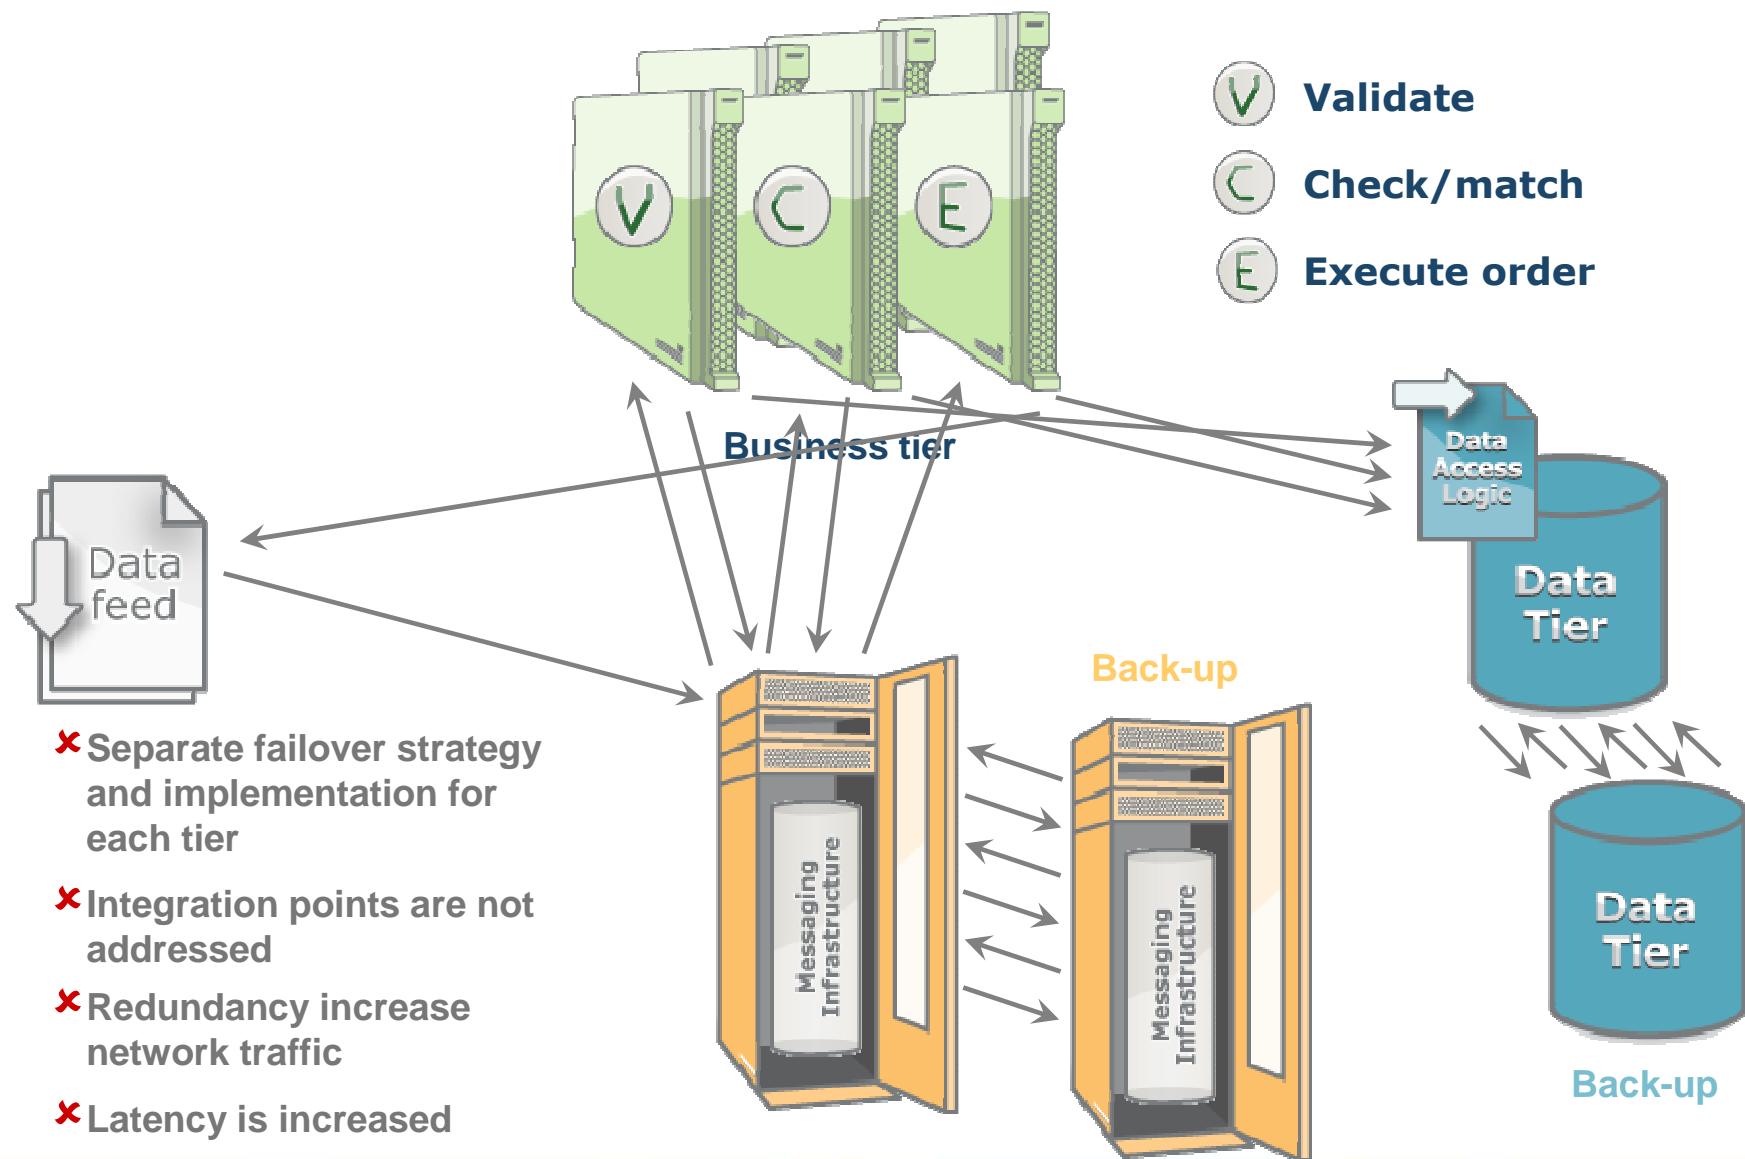 V
Validate
C
Check/match
E
Execute order
V
C
E
Business tier
Data
Access
Logic
Data
Tier
Data
feed
Back-up
Messaging
Infrastructure
Messaging
Infrastructure
Data
Tier
Back-up
✘ Separate failover strategy
and implementation for
each tier
✘ Integration points are not
addressed
✘ Redundancy increase
network traffic
✘ Latency is increased